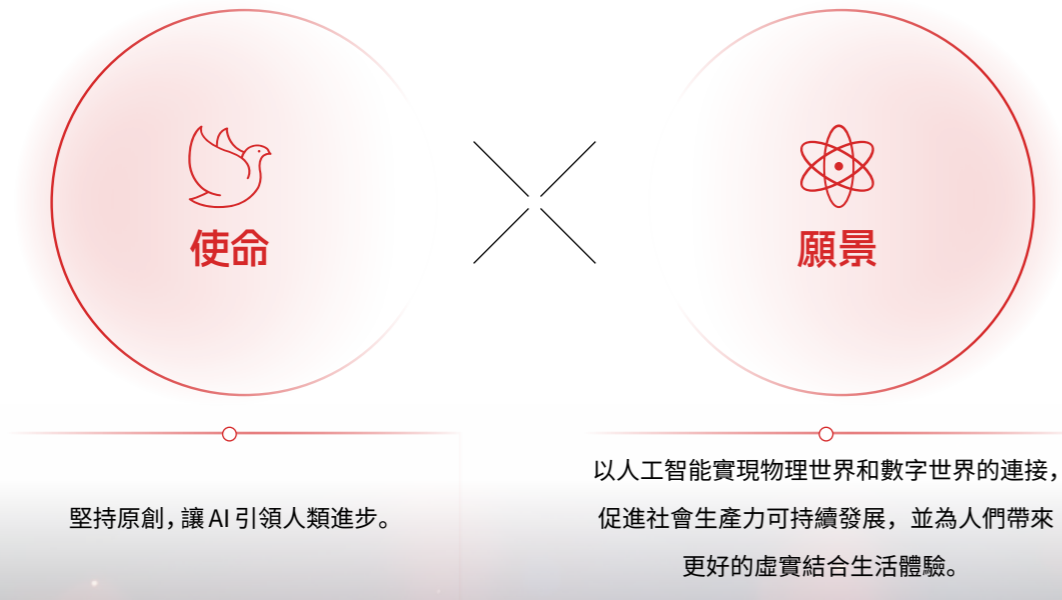 使命
堅持原創，讓 AI 引領人類進步。
願景
以人工智能實現物理世界和數字世界的連接，
促進社會生產力可持續發展，並為人們帶來
更好的虛實結合生活體驗。